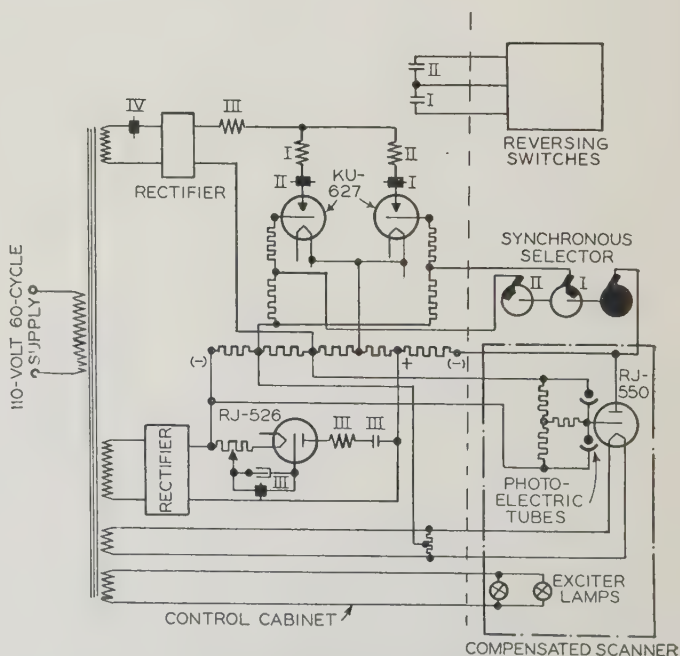 II
I
REVERSING
SWITCHES
IV
III
I
II
II
KU-
627
I
RECTIFIER
SYNCHRONOUS
SELECTOR
II
I
110-VOLT 60-CYCLE
SUPPLY
(-)
+
(-)
RJ-
550
RJ-526
III
III
III
RECTIFIER
PHOTO-
ELECTRIC
TUBES
EXCITER
LAMPS
CONTROL CABINET
COMPENSATED SCANNER